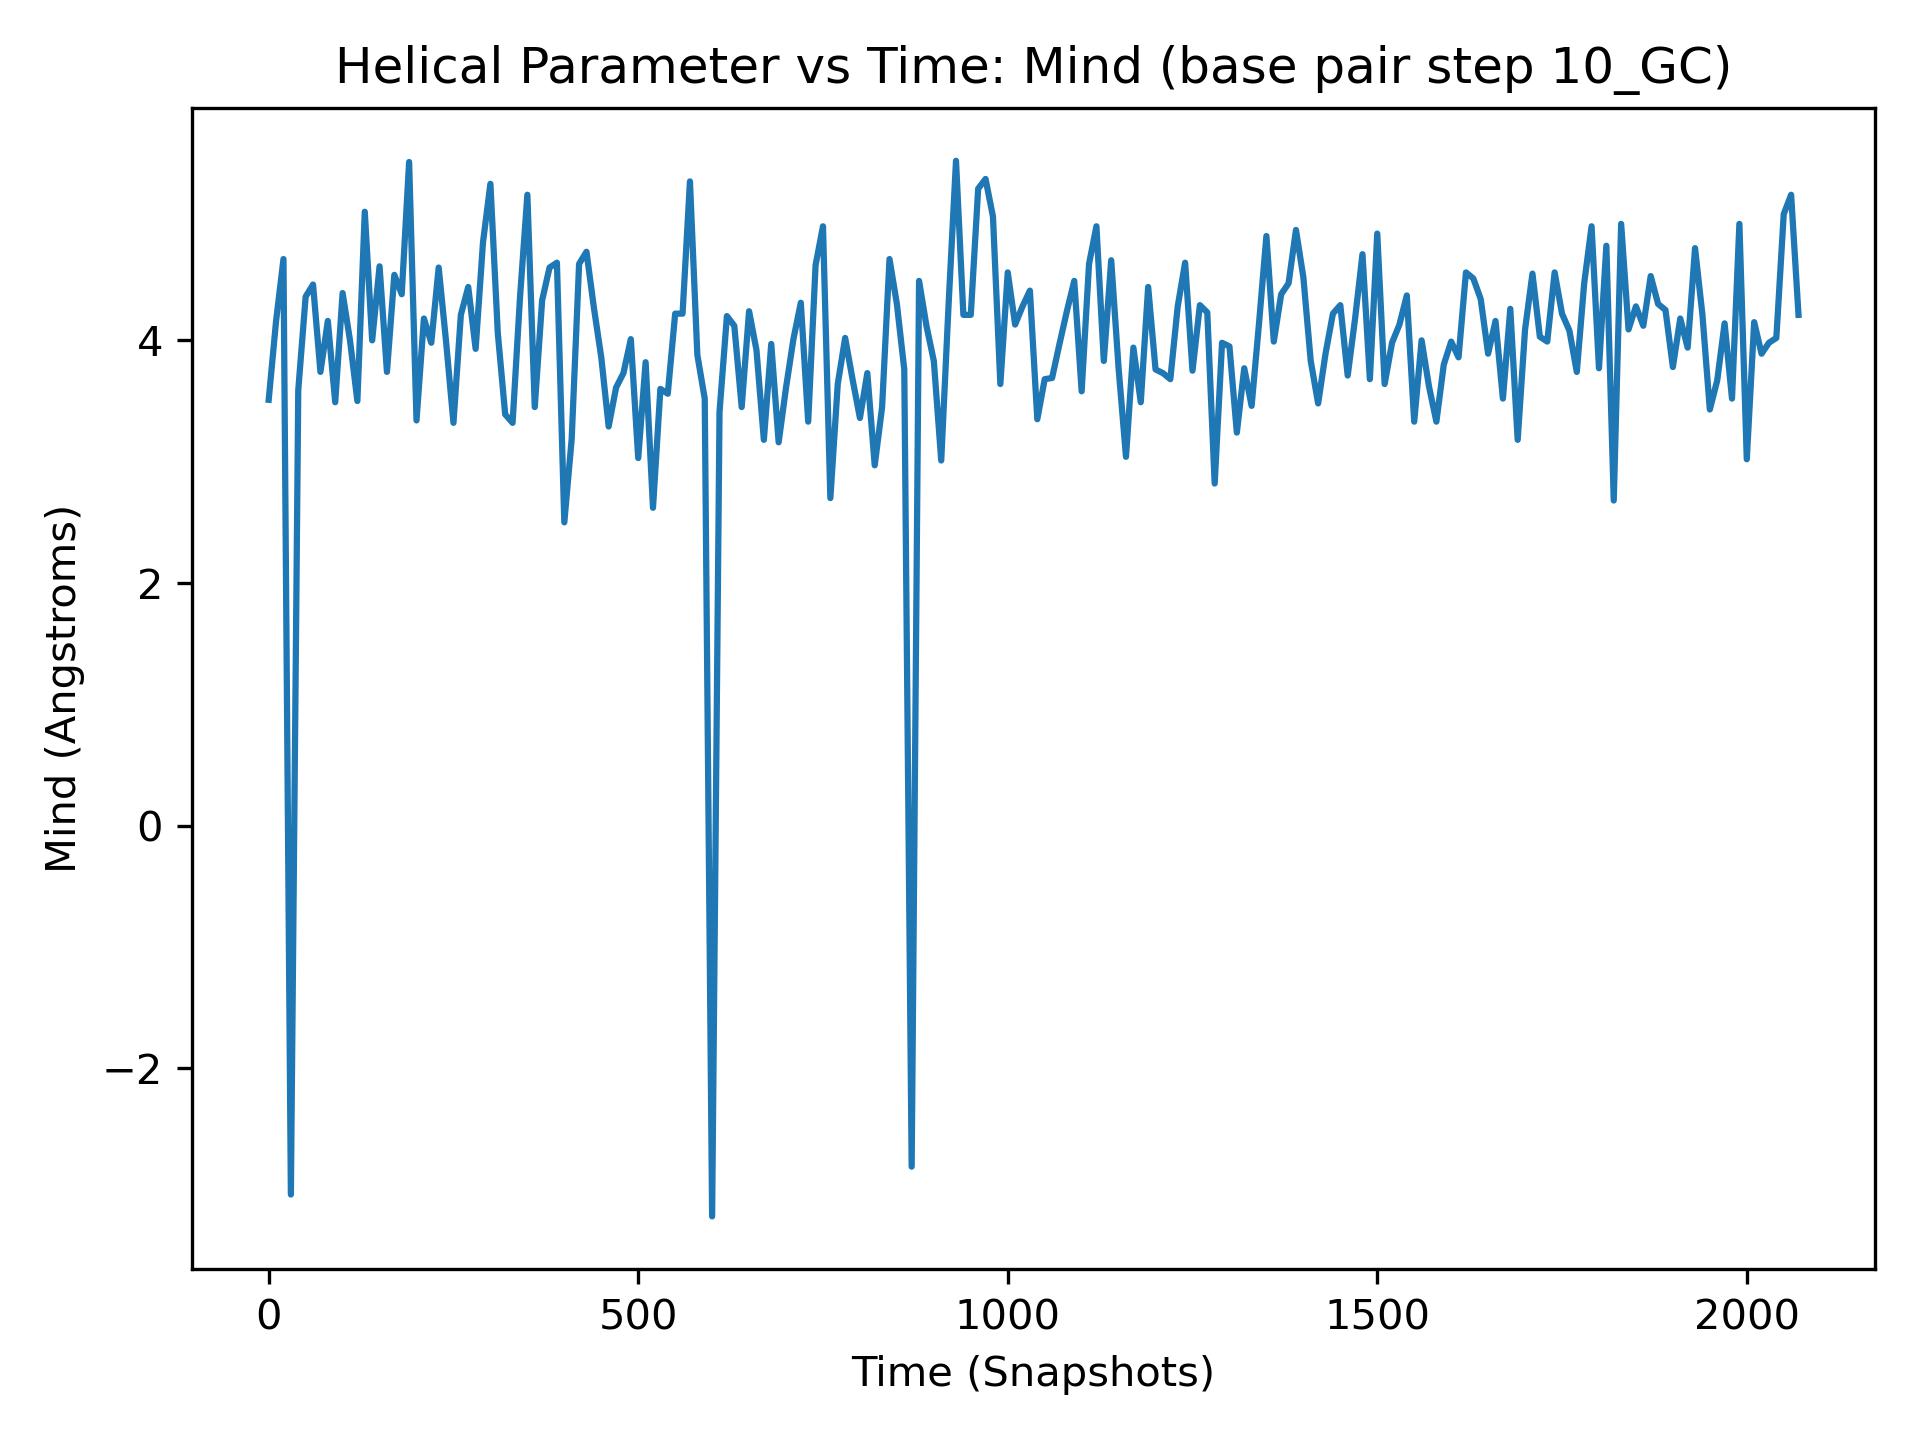 Helical Parameter vs Time: Mind (base pair step 10_GC)
Mind (Angstroms)
4
2
0
−2
0 500 1000 1500 2000
Time (Snapshots)